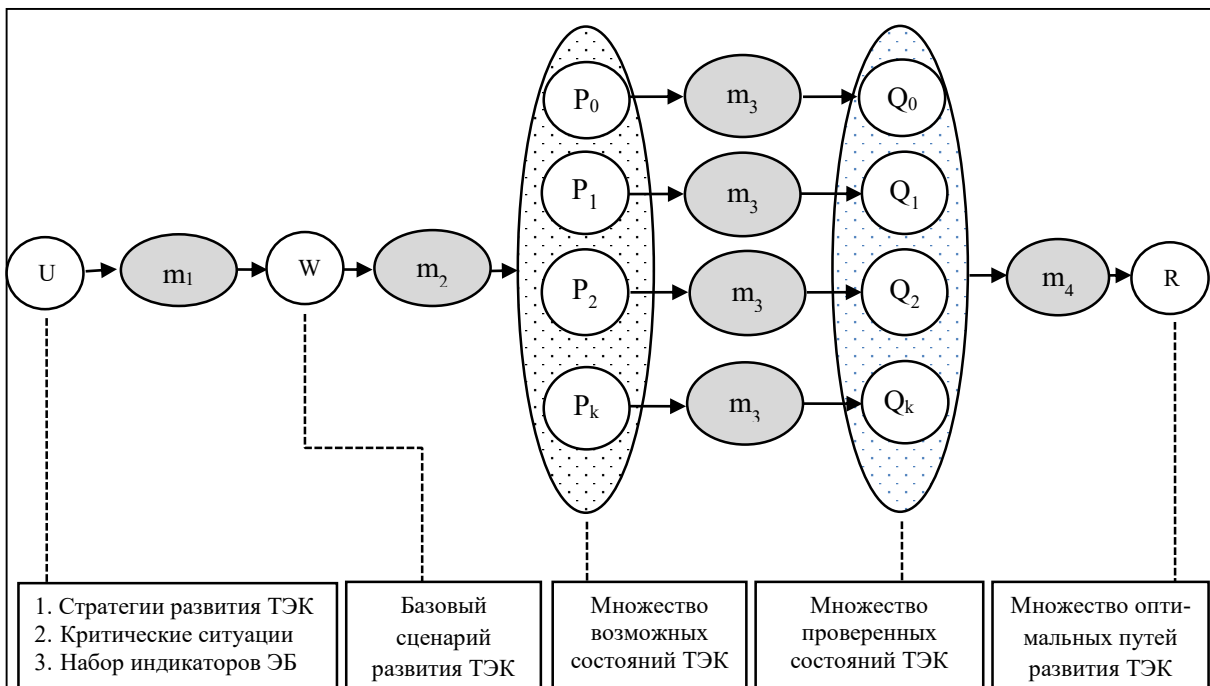 P₀ m₃ Q₀
P₁ m₃ Q₁
U m₁ W m₂ P₂ m₃ Q₂ m₄ R
Pₖ m₃ Qₖ
1. Стратегии развития ТЭК
2. Критические ситуации
3. Набор индикаторов ЭБ
Базовый
сценарий
развития ТЭК
Множество
возможных
состояний ТЭК
Множество
проверенных
состояний ТЭК
Множество опти-
мальных путей
развития ТЭК